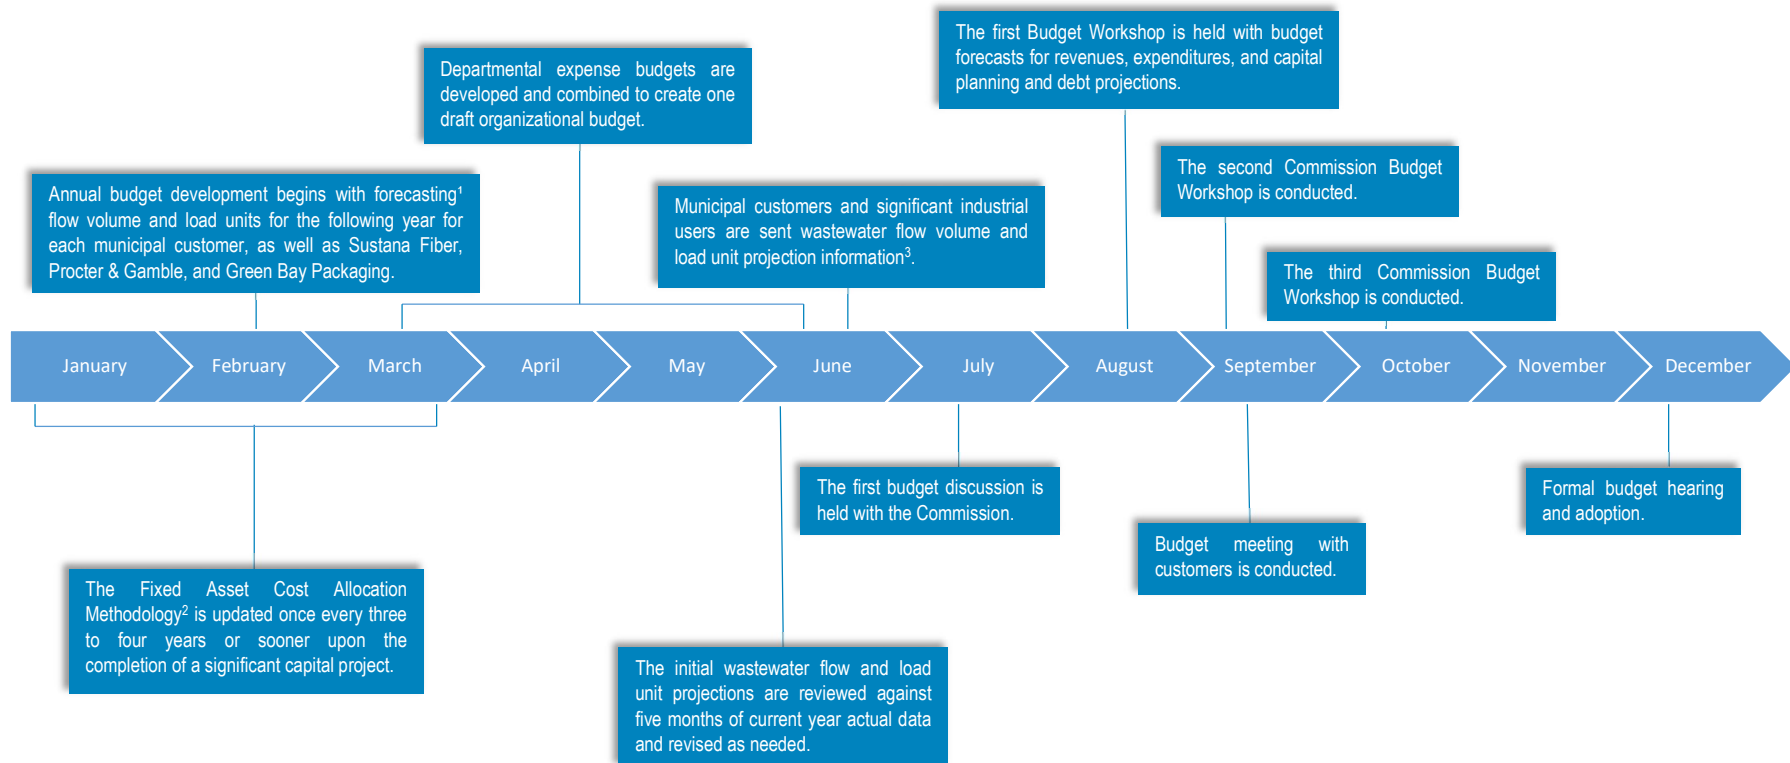 The first Budget Workshop is held with budget
forecasts for revenues, expenditures, and capital
planning and debt projections.
Departmental expense budgets are
developed and combined to create one
draft organizational budget.
The second Commission Budget
Workshop is conducted.
Annual budget development begins with forecasting¹
flow volume and load units for the following year for
each municipal customer, as well as Sustana Fiber,
Procter & Gamble, and Green Bay Packaging.
Municipal customers and significant industrial
users are sent wastewater flow volume and
load unit projection information³.
The third Commission Budget
Workshop is conducted.
January February March April May June July August September October November December
The first budget discussion is
held with the Commission.
Formal budget hearing
and adoption.
Budget meeting with
customers is conducted.
The Fixed Asset Cost Allocation
Methodology² is updated once every three
to four years or sooner upon the
completion of a significant capital project.
The initial wastewater flow and load
unit projections are reviewed against
five months of current year actual data
and revised as needed.